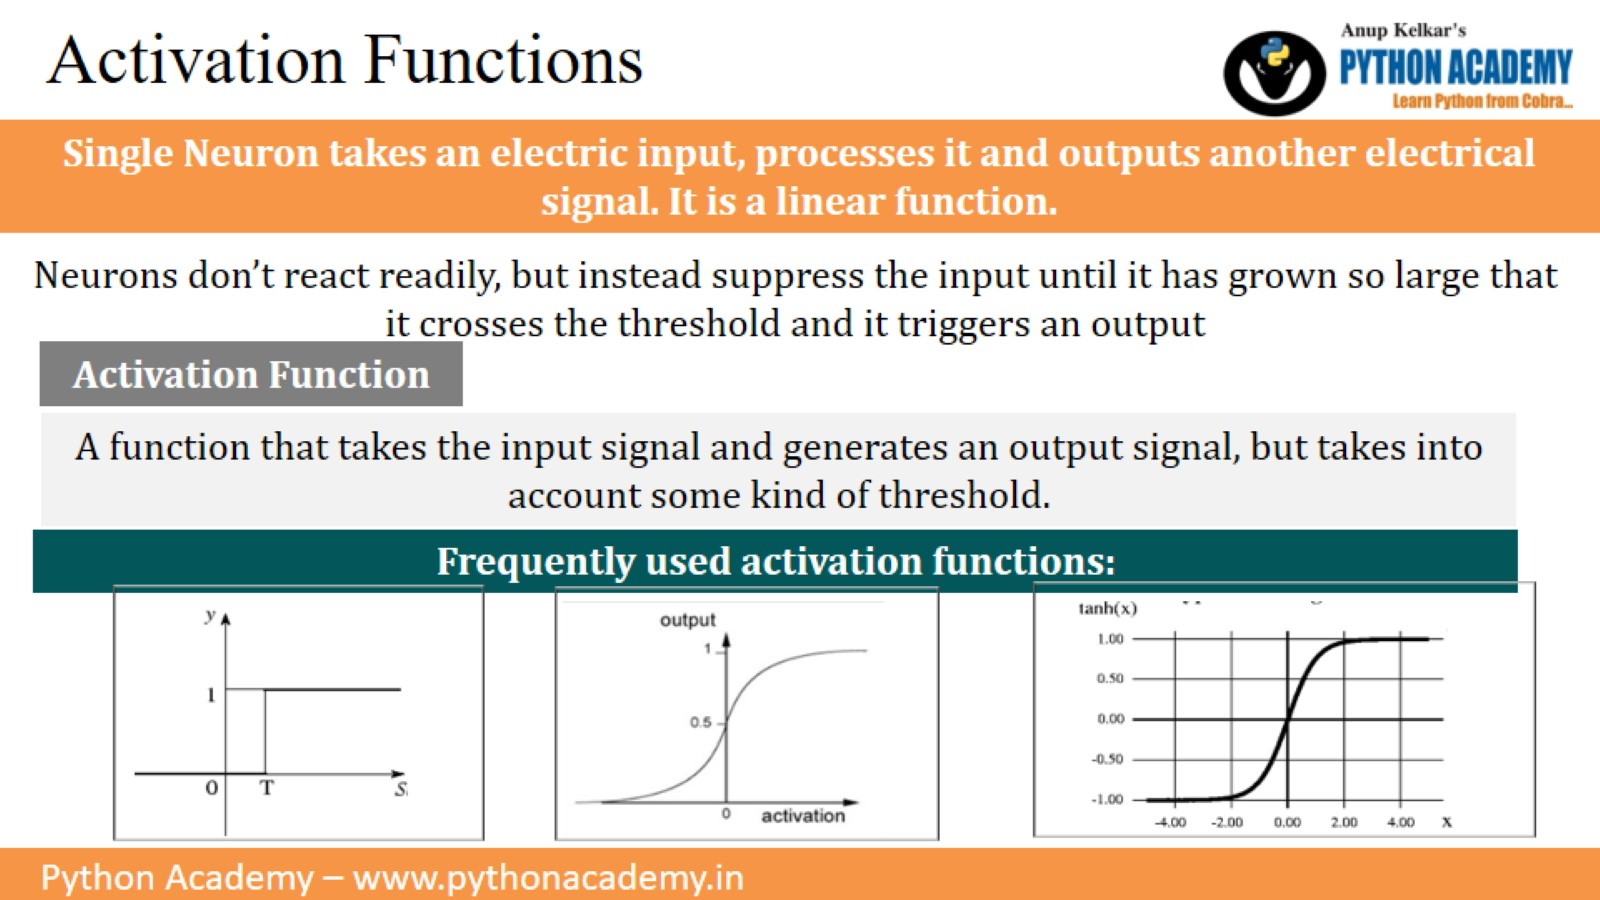 Activation Functions
Anup Kelkar's
PYTHON ACADEMY
Learn Python from Cobra...
Single Neuron takes an electric input, processes it and outputs another electrical
signal. It is a linear function.
Neurons don’t react readily, but instead suppress the input until it has grown so large that
it crosses the threshold and it triggers an output
Activation Function
A function that takes the input signal and generates an output signal, but takes into
account some kind of threshold.
Frequently used activation functions:
y
1
0 T S
output
1
0.5
0 activation
tanh(x)
1.00
0.50
0.00
-0.50
-1.00
-4.00 -2.00 0.00 2.00 4.00 x
Python Academy – www.pythonacademy.in